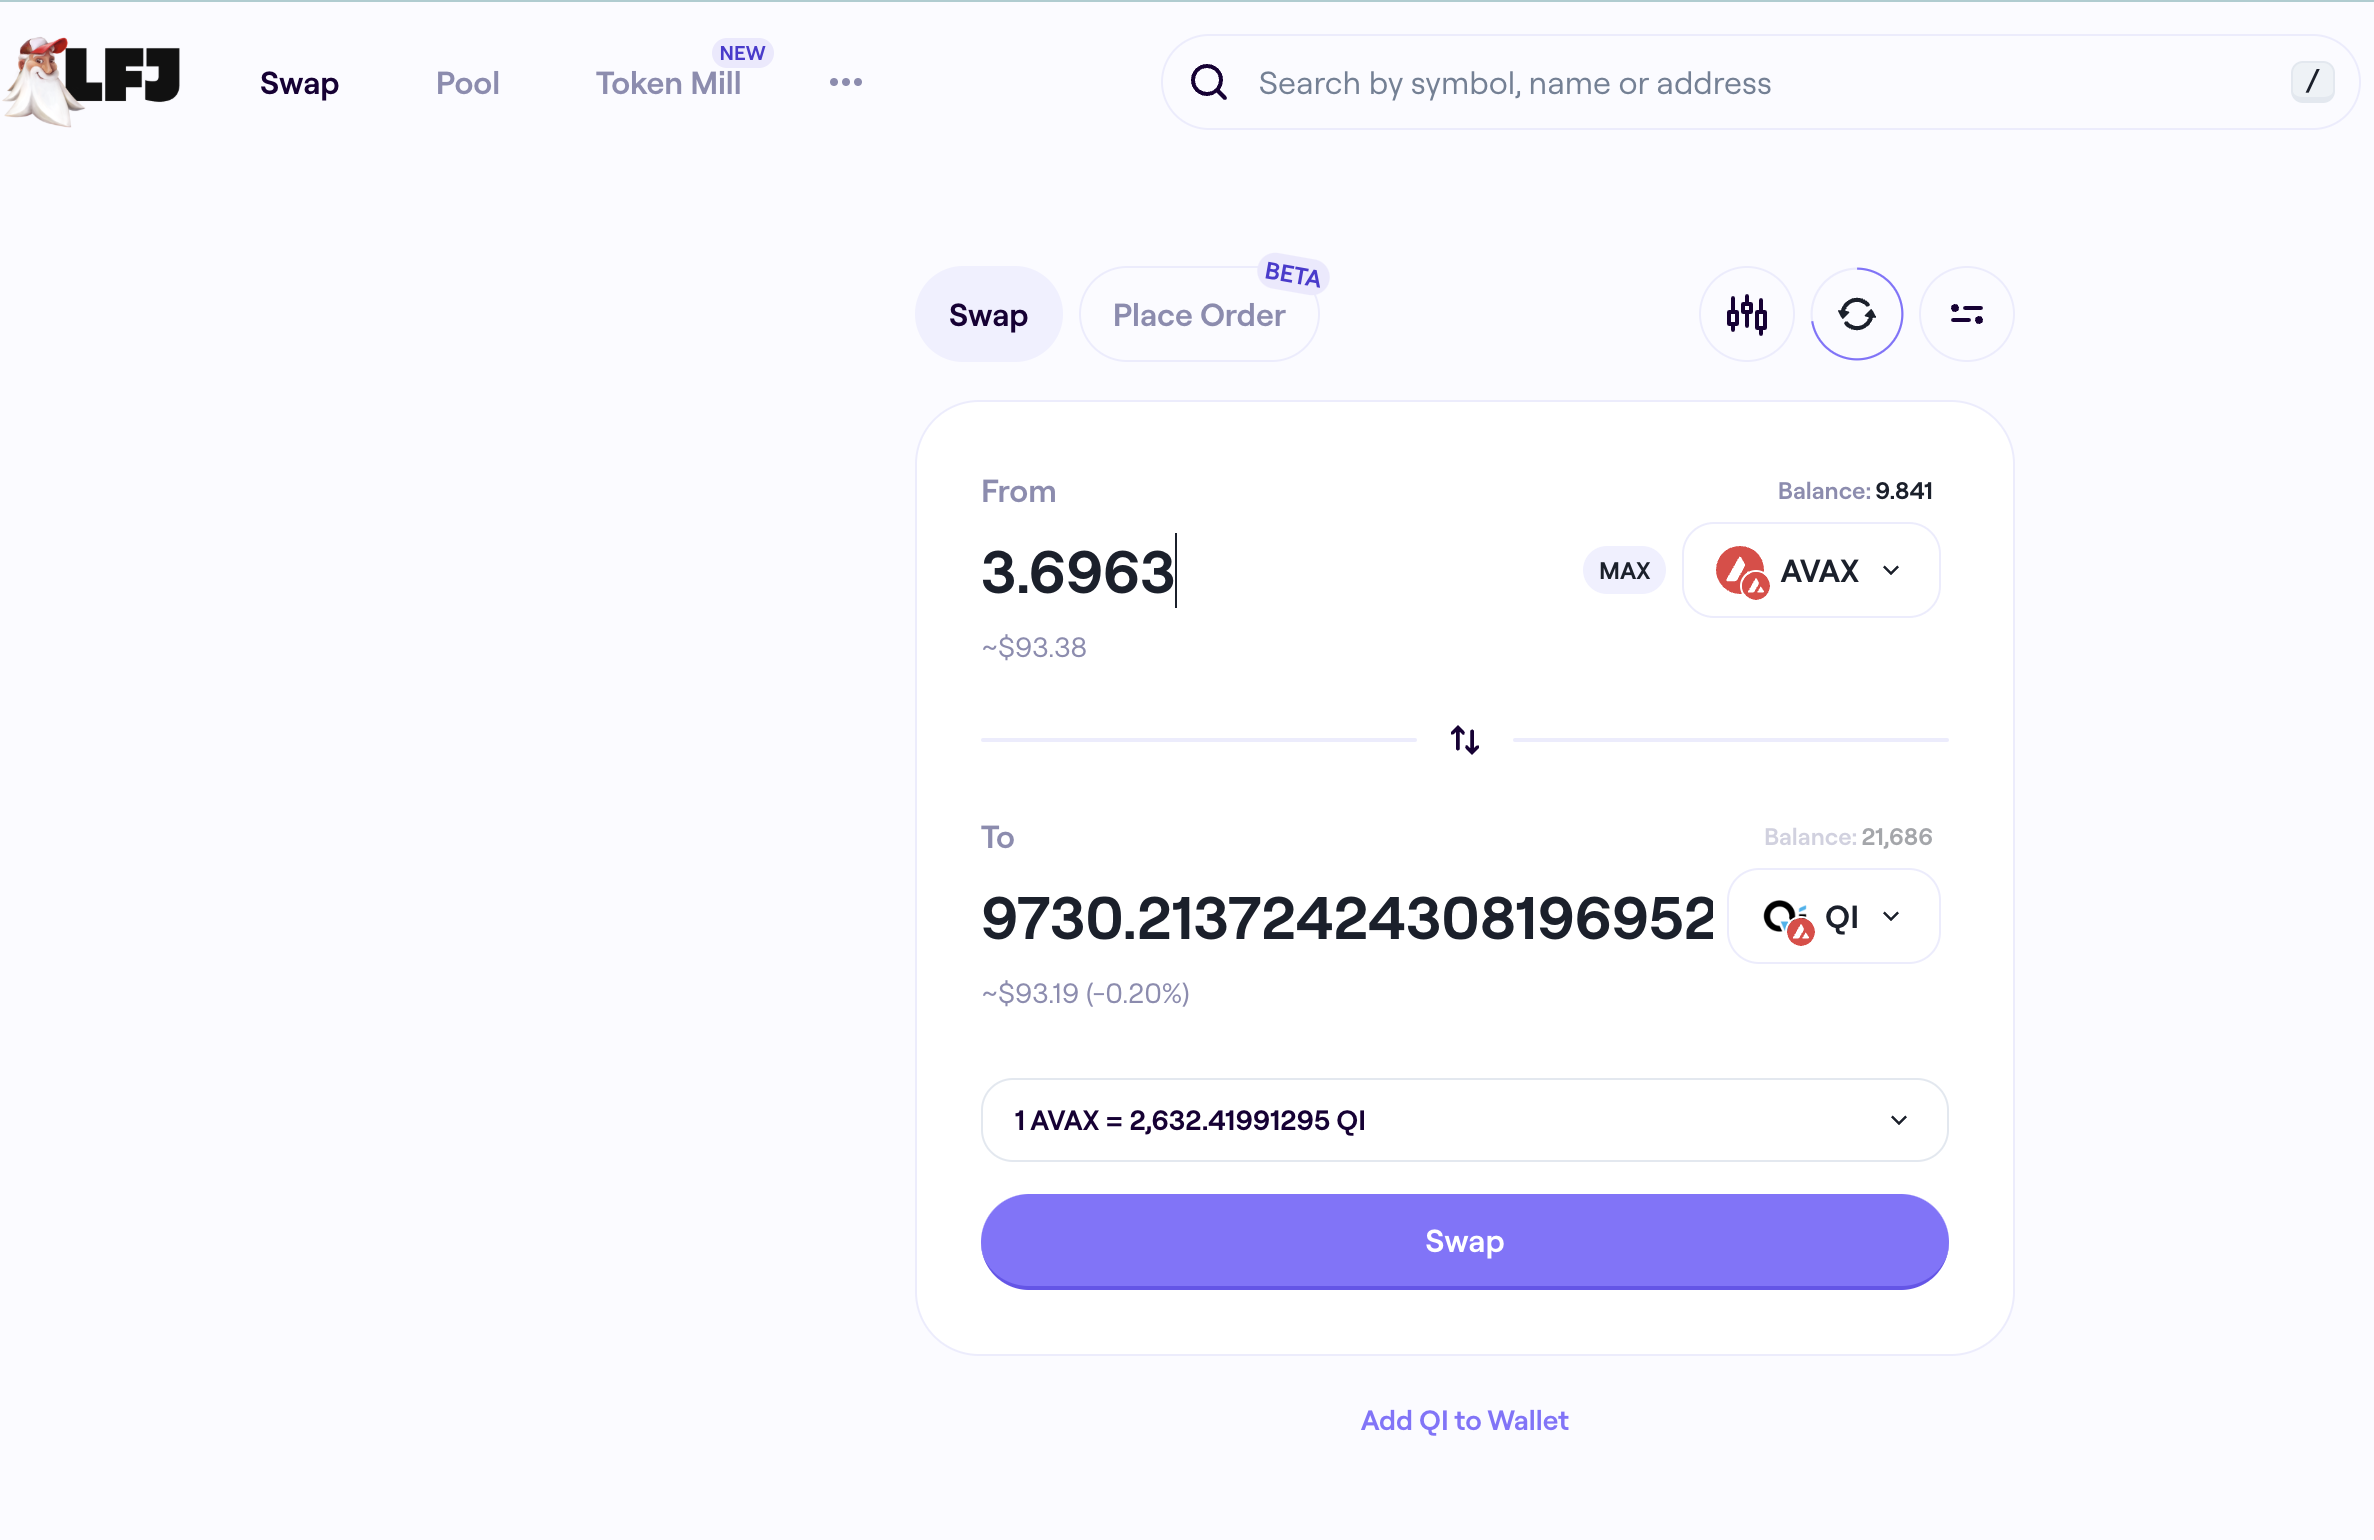 LFJ
Swap
Pool
Token Mill
NEW
Search by symbol, name or address
/
Swap
Place Order
BETA
From
Balance: 9.841
3.6963
MAX
AVAX
~$93.38
To
Balance: 21,686
9730.213724244308196952
QI
~$93.19 (-0.20%)
1 AVAX = 2,632.41991295 QI
Swap
Add QI to Wallet